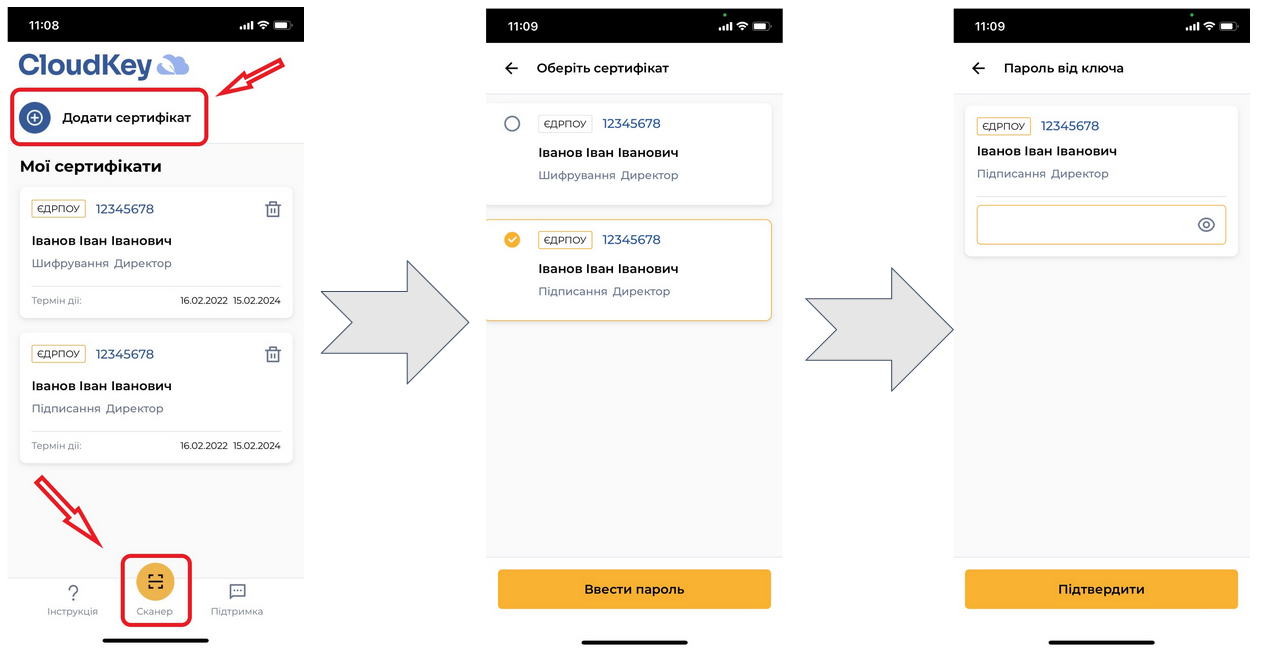 11:08
CloudKey
Додати сертифікат
Мої сертифікати
ЄДРПОУ 12345678
Іванов Іван Іванович
Шифрування Директор
Термін дії: 16.02.2022 15.02.2024
ЄДРПОУ 12345678
Іванов Іван Іванович
Підписання Директор
Термін дії: 16.02.2022 15.02.2024
Інструкція Сканер Підтримка
11:09
Оберіть сертифікат
ЄДРПОУ 12345678
Іванов Іван Іванович
Шифрування Директор
ЄДРПОУ 12345678
Іванов Іван Іванович
Підписання Директор
Ввести пароль
11:09
Пароль від ключа
ЄДРПОУ 12345678
Іванов Іван Іванович
Підписання Директор
Підтвердити